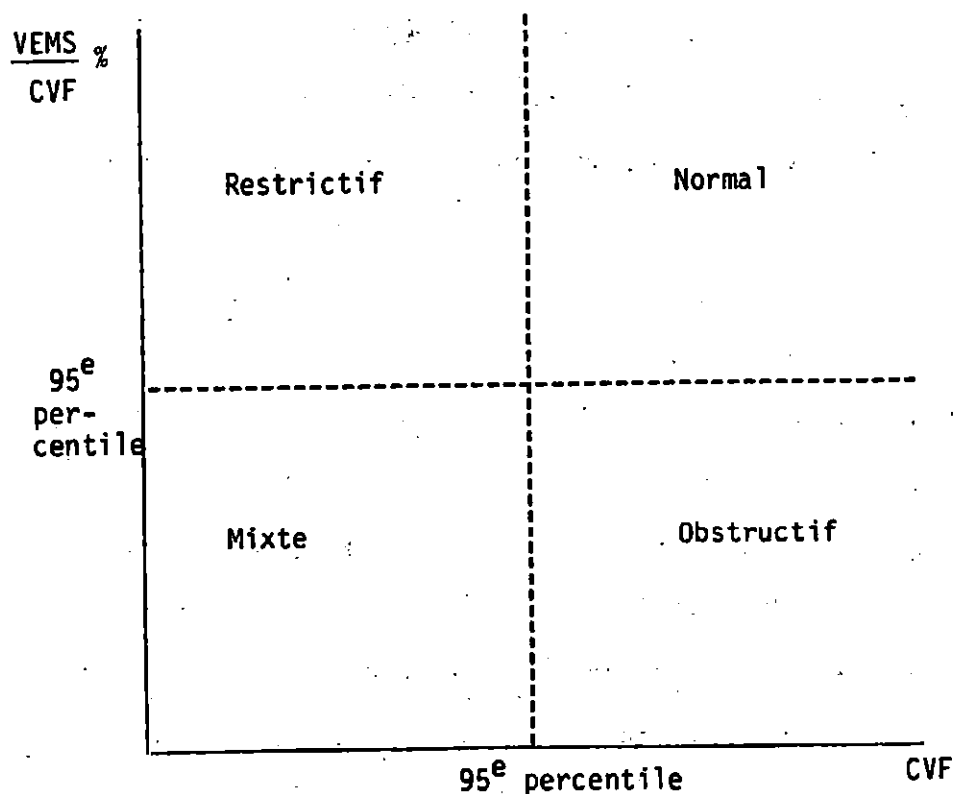 VEMS %
CVF
Restrictif
Normal
95e
per-
centile
Mixte
Obstructif
95e percentile
CVF